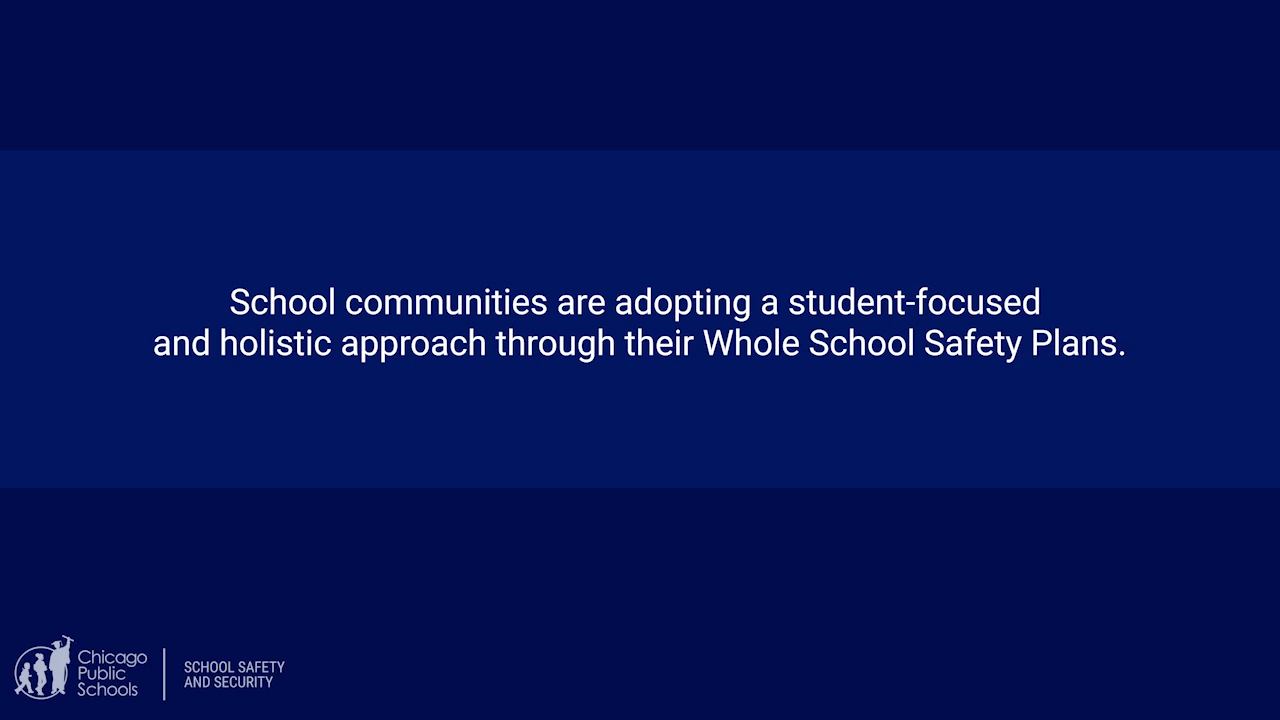 School communities are adopting a student-focused
and holistic approach through their Whole School Safety Plans.
Chicago
Public
Schools
SCHOOL SAFETY
AND SECURITY